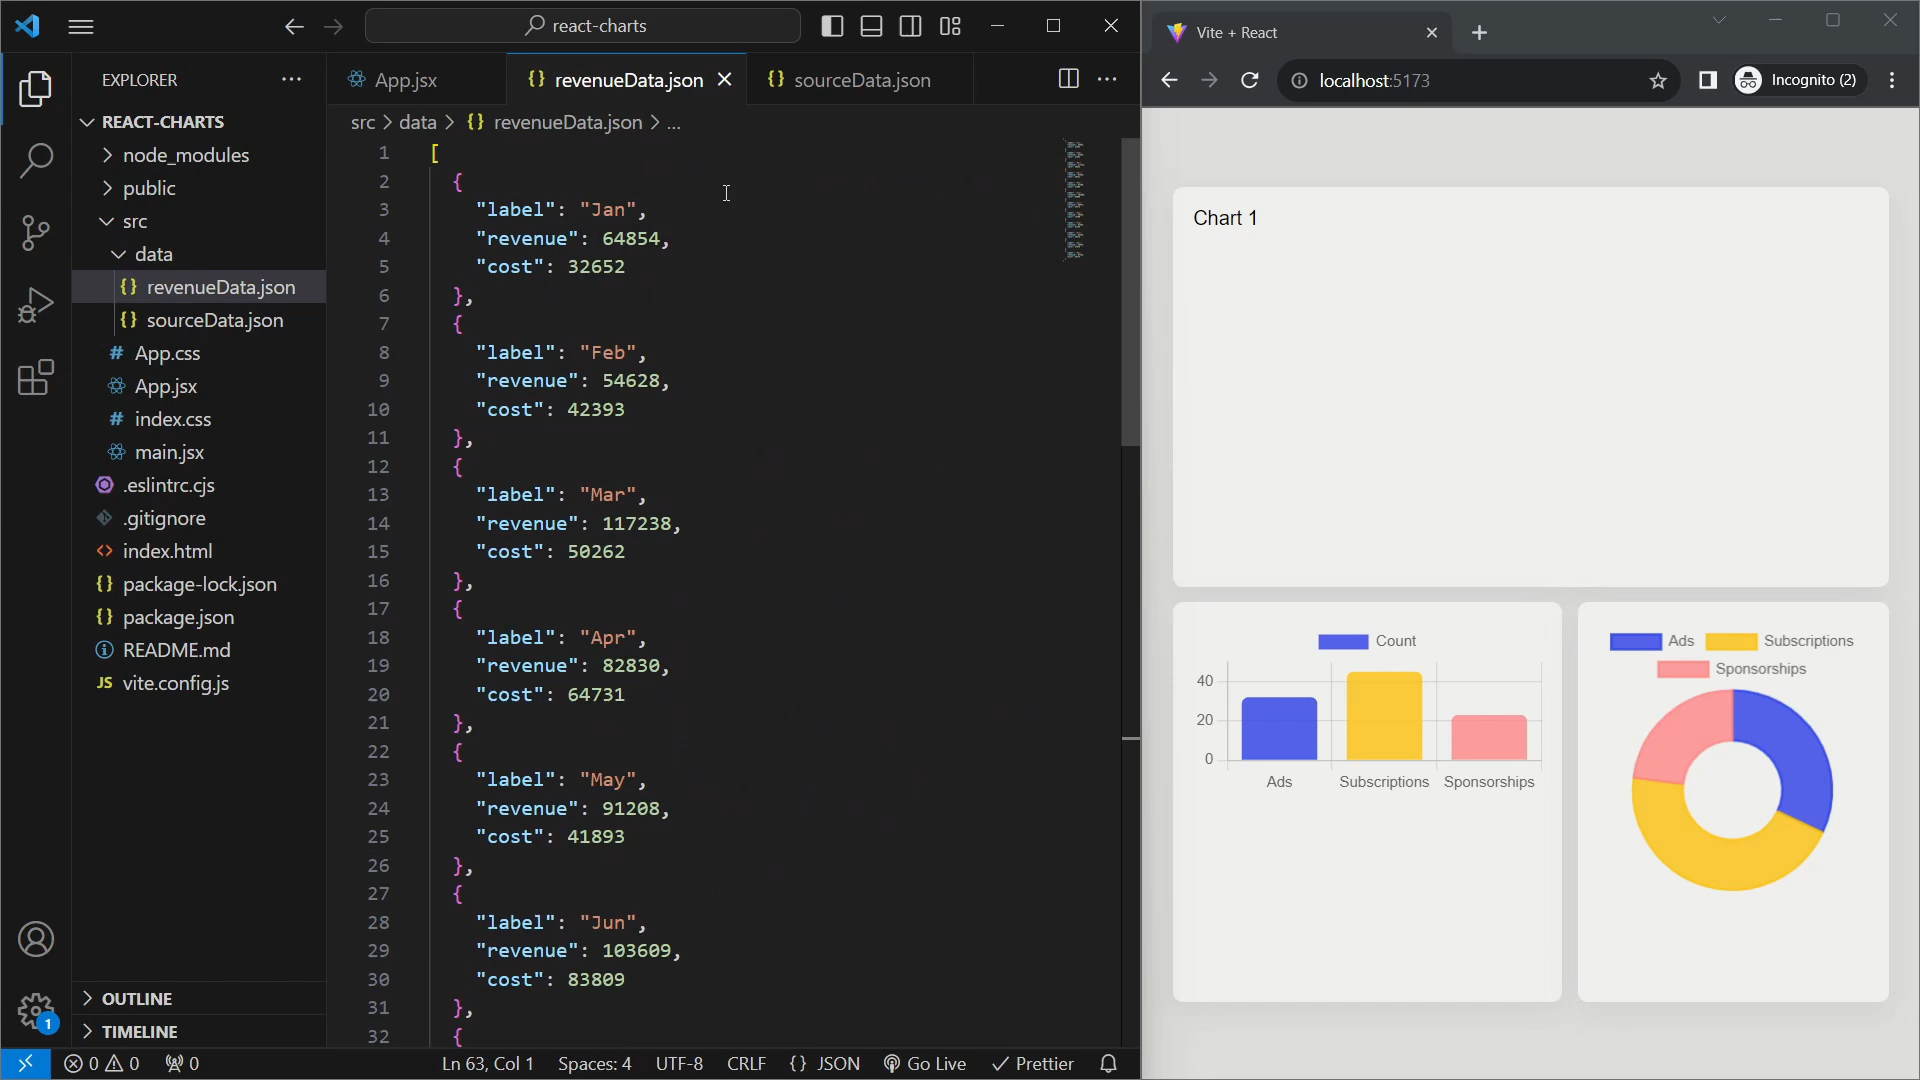 react-charts
EXPLORER
REACT-CHARTS
node_modules
public
src
data
{} revenueData.json
{} sourceData.json
# App.css
App.jsx
# index.css
main.jsx
.eslintrc.cjs
.gitignore
<> index.html
{} package-lock.json
{} package.json
README.md
JS vite.config.js
OUTLINE
TIMELINE
1
App.jsx
{} revenueData.json
{} sourceData.json
src > data > {} revenueData.json > ...
1 [
2 {
3 "label": "Jan",
4 "revenue": 64854,
5 "cost": 32652
6 },
7 {
8 "label": "Feb",
9 "revenue": 54628,
10 "cost": 42393
11 },
12 {
13 "label": "Mar",
14 "revenue": 117238,
15 "cost": 50262
16 },
17 {
18 "label": "Apr",
19 "revenue": 82830,
20 "cost": 64731
21 },
22 {
23 "label": "May",
24 "revenue": 91208,
25 "cost": 41893
26 },
27 {
28 "label": "Jun",
29 "revenue": 103609,
30 "cost": 83809
31 },
32 {
0 0 0
Ln 63, Col 1 Spaces: 4 UTF-8 CRLF {} JSON Go Live Prettier
Vite + React
localhost:5173
Incognito (2)
Chart 1
Count
40
20
0
Ads Subscriptions Sponsorships
Ads Subscriptions
Sponsorships